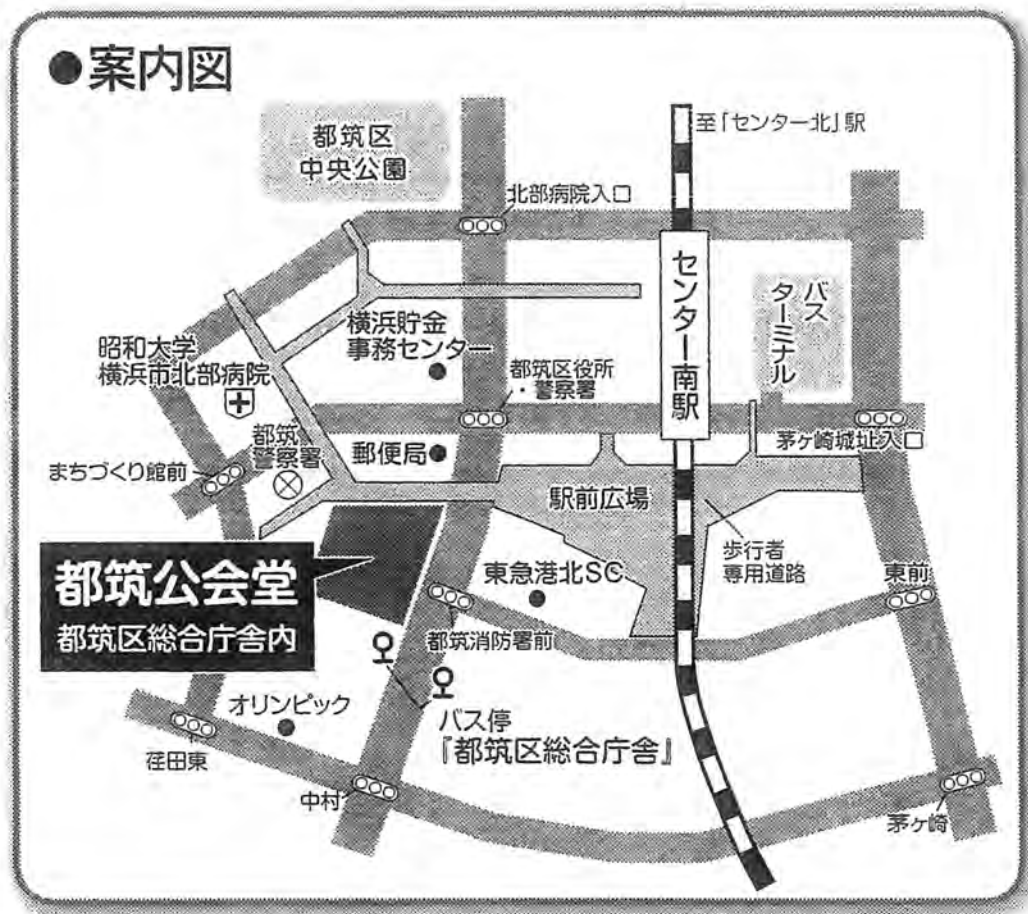 ●案内図
都筑区
中央公園
至「センター北」駅
北部病院入口
センター南駅
バス
ターミナル
横浜貯金
事務センター
昭和大学
横浜市北部病院
都筑区役所
・警察署
茅ヶ崎城址入口
都筑
警察署
郵便局
まちづくり館前
駅前広場
歩行者
専用道路
都筑公会堂
都筑区総合庁舎内
東急港北SC
東前
都筑消防署前
オリンピック
バス停
『都筑区総合庁舎』
荏田東
中村
茅ヶ崎